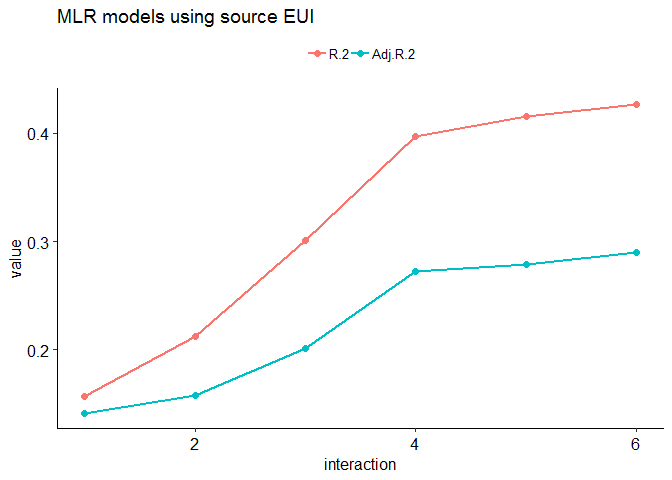 MLR models using source EUI
R.2 Adj.R.2
0.4
0.3
0.2
value
2 4 6
interaction